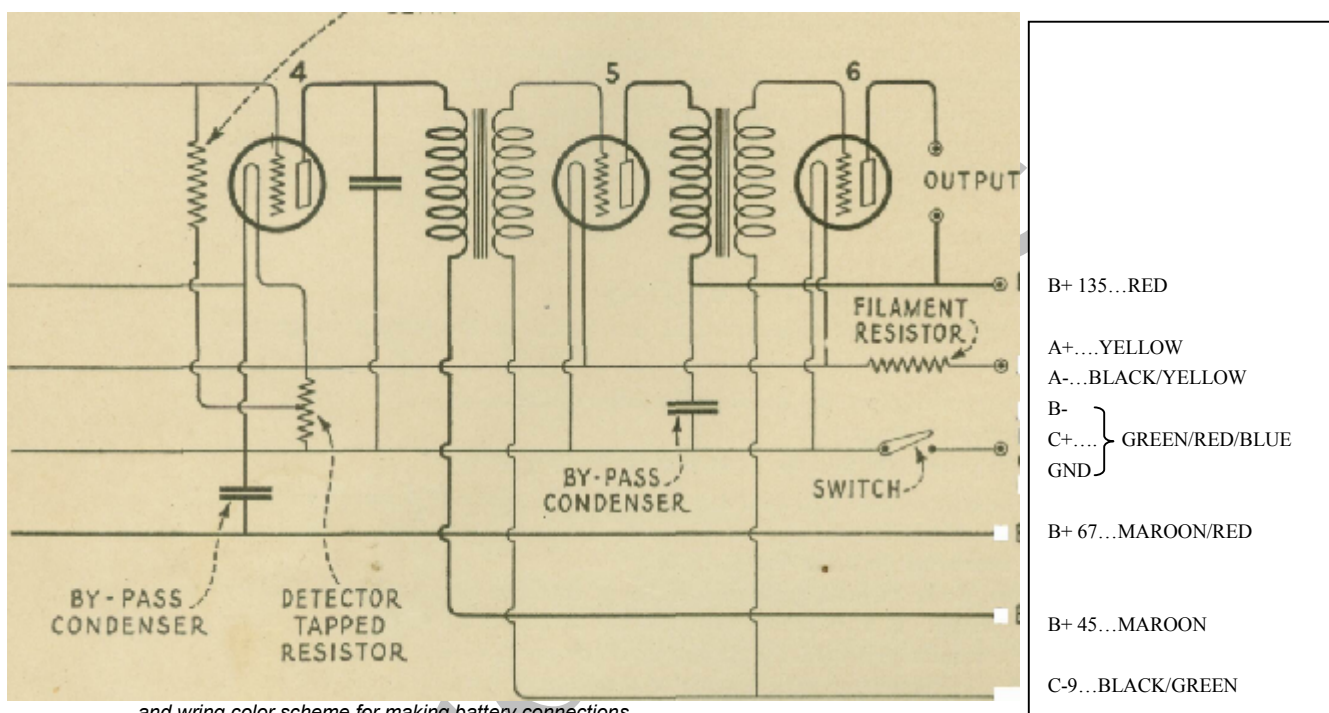 4
5
6
OUTPUT
B+ 135…RED
FILAMENT
RESISTOR
A+….YELLOW
A-…BLACK/YELLOW
B-
C+…. GREEN/RED/BLUE
GND
BY-PASS
CONDENSER
SWITCH
B+ 67…MAROON/RED
BY-PASS
CONDENSER
DETECTOR
TAPPED
RESISTOR
B+ 45…MAROON
C-9…BLACK/GREEN
and wring color scheme for making battery connections